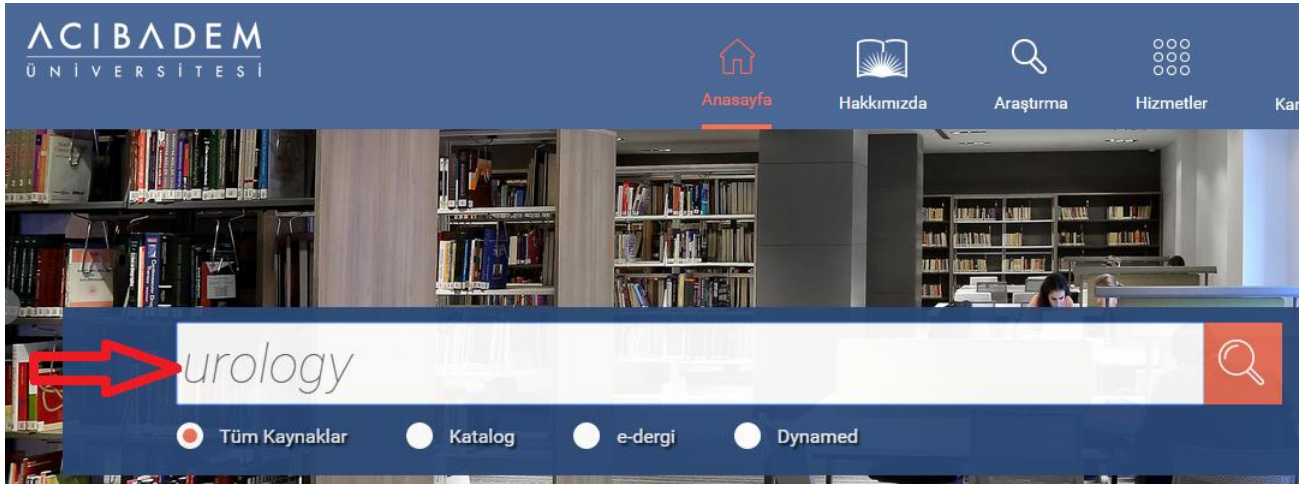 ACIBADEM
ÜNİVERSİTESİ
Anasayfa
Hakkımızda
Araştırma
Hizmetler
urology
Tüm Kaynaklar
Katalog
e-dergi
Dynamed